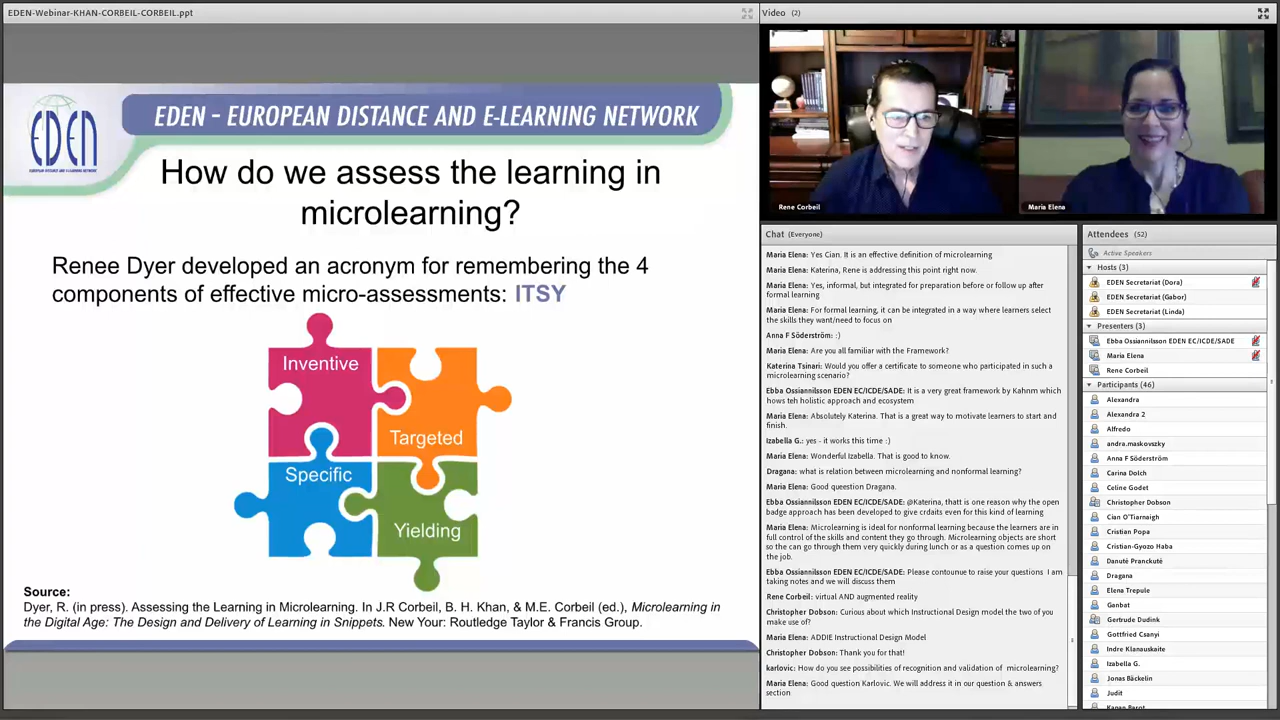 EDEN-Webinar-KHAN-CORBEIL-CORBEIL.ppt
EDEN
EUROPEAN DISTANCE AND E-LEARNING NETWORK
EDEN - EUROPEAN DISTANCE AND E-LEARNING NETWORK
How do we assess the learning in
microlearning?
Renee Dyer developed an acronym for remembering the 4
components of effective micro-assessments: ITSY
Inventive
Targeted
Specific
Yielding
Source:
Dyer, R. (in press). Assessing the Learning in Microlearning. In J.R Corbeil, B. H. Khan, & M.E. Corbeil (ed.), Microlearning in
the Digital Age: The Design and Delivery of Learning in Snippets. New Your: Routledge Taylor & Francis Group.
Video (2)
Rene Corbeil
Maria Elena
Chat (Everyone)
Maria Elena: Yes Cian. It is an effective definition of microlearning
Maria Elena: Katerina, Rene is addressing this point right now.
Maria Elena: Yes, informal, but integrated for preparation before or follow up after
formal learning
Maria Elena: For formal learning, it can be integrated in a way where learners select
the skills they want/need to focus on
Anna F Söderström: :)
Maria Elena: Are you all familiar with the Framework?
Katerina Tsinari: Would you offer a certificate to someone who participated in such a
microlearning scenario?
Ebba Ossiannilsson EDEN EC/ICDE/SADE: It is a very great framework by Kahnm which
hows teh holistic approach and ecosystem
Maria Elena: Absolutely Katerina. That is a great way to motivate learners to start and
finish.
Izabella G.: yes - it works this time :)
Maria Elena: Wonderful Izabella. That is good to know.
Dragana: what is relation between microlearning and nonformal learning?
Maria Elena: Good queestion Dragana.
Ebba Ossiannilsson EDEN EC/ICDE/SADE: @Katerina, thatt is one reason why the open
badge approach has been developed to give crdaits even for this kind of learning
Maria Elena: Microlearning is ideal for nonformal learning because the learners are in
full control of the skills and content they go through. Microlearning objects are short
so the can go through them very quickly during lunch or as a question comes up on
the job.
Ebba Ossiannilsson EDEN EC/ICDE/SADE: Please contounue to raise your questions I am
taking notes and we will discuss them
Rene Corbeil: virtual AND augmented reality
Christopher Dobson: Curious about which Instructional Design model the two of you
make use of?
Maria Elena: ADDIE Instructional Design Model
Christopher Dobson: Thank you for that!
karlovic: How do you see possibilities of recognition and validation of microlearning?
Maria Elena: Good question Karlovic. We will address it in our question & answers
section
Attendees (52)
Active Speakers
Hosts (3)
EDEN Secretariat (Dora)
EDEN Secretariat (Gabor)
EDEN Secretariat (Linda)
Presenters (3)
Ebba Ossiannilsson EDEN EC/ICDE/SADE
Maria Elena
Rene Corbeil
Participants (46)
Alexandra
Alexandra 2
Alfredo
andra.maskovszky
Anna F Söderström
Carina Dolch
Celine Godet
Christopher Dobson
Cian O'Tiarnaigh
Cristian Popa
Cristian-Gyozo Haba
Danutė Pranckutė
Dragana
Elena Trepule
Ganbat
Gertrude Dudink
Gottfried Csanyi
Indre Klanauskaite
Izabella G.
Jonas Bäckelin
Judit